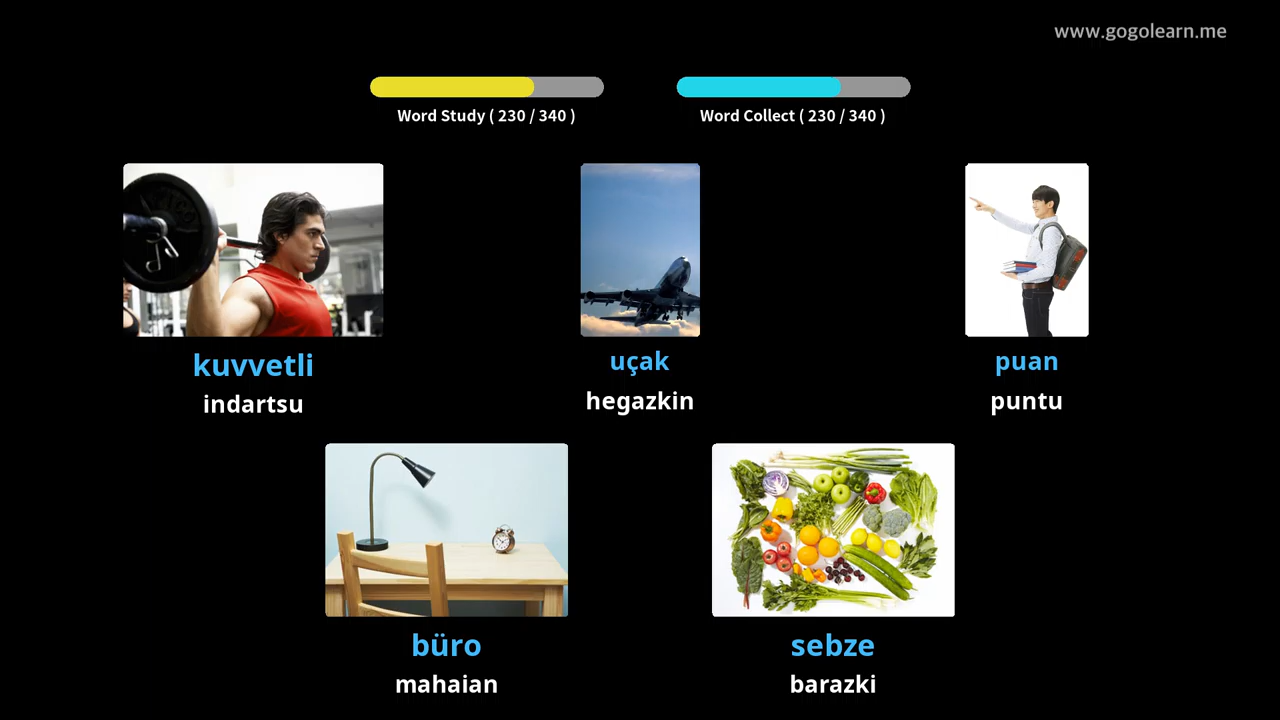 www.gogolearn.me
Word Study ( 230 / 340 )
Word Collect ( 230 / 340 )
kuvvetli
indartsu
uçak
hegazkin
puan
puntu
büro
mahaian
sebze
barazki